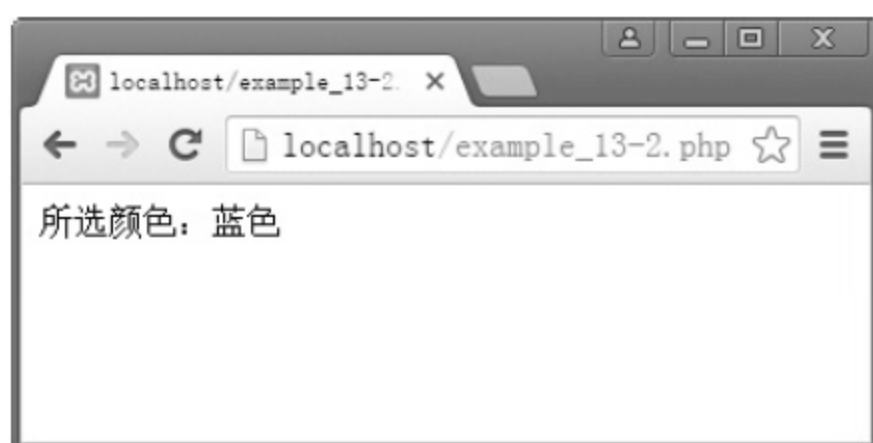 localhost/example_13-2.
localhost/example_13-2.php
所选颜色：蓝色